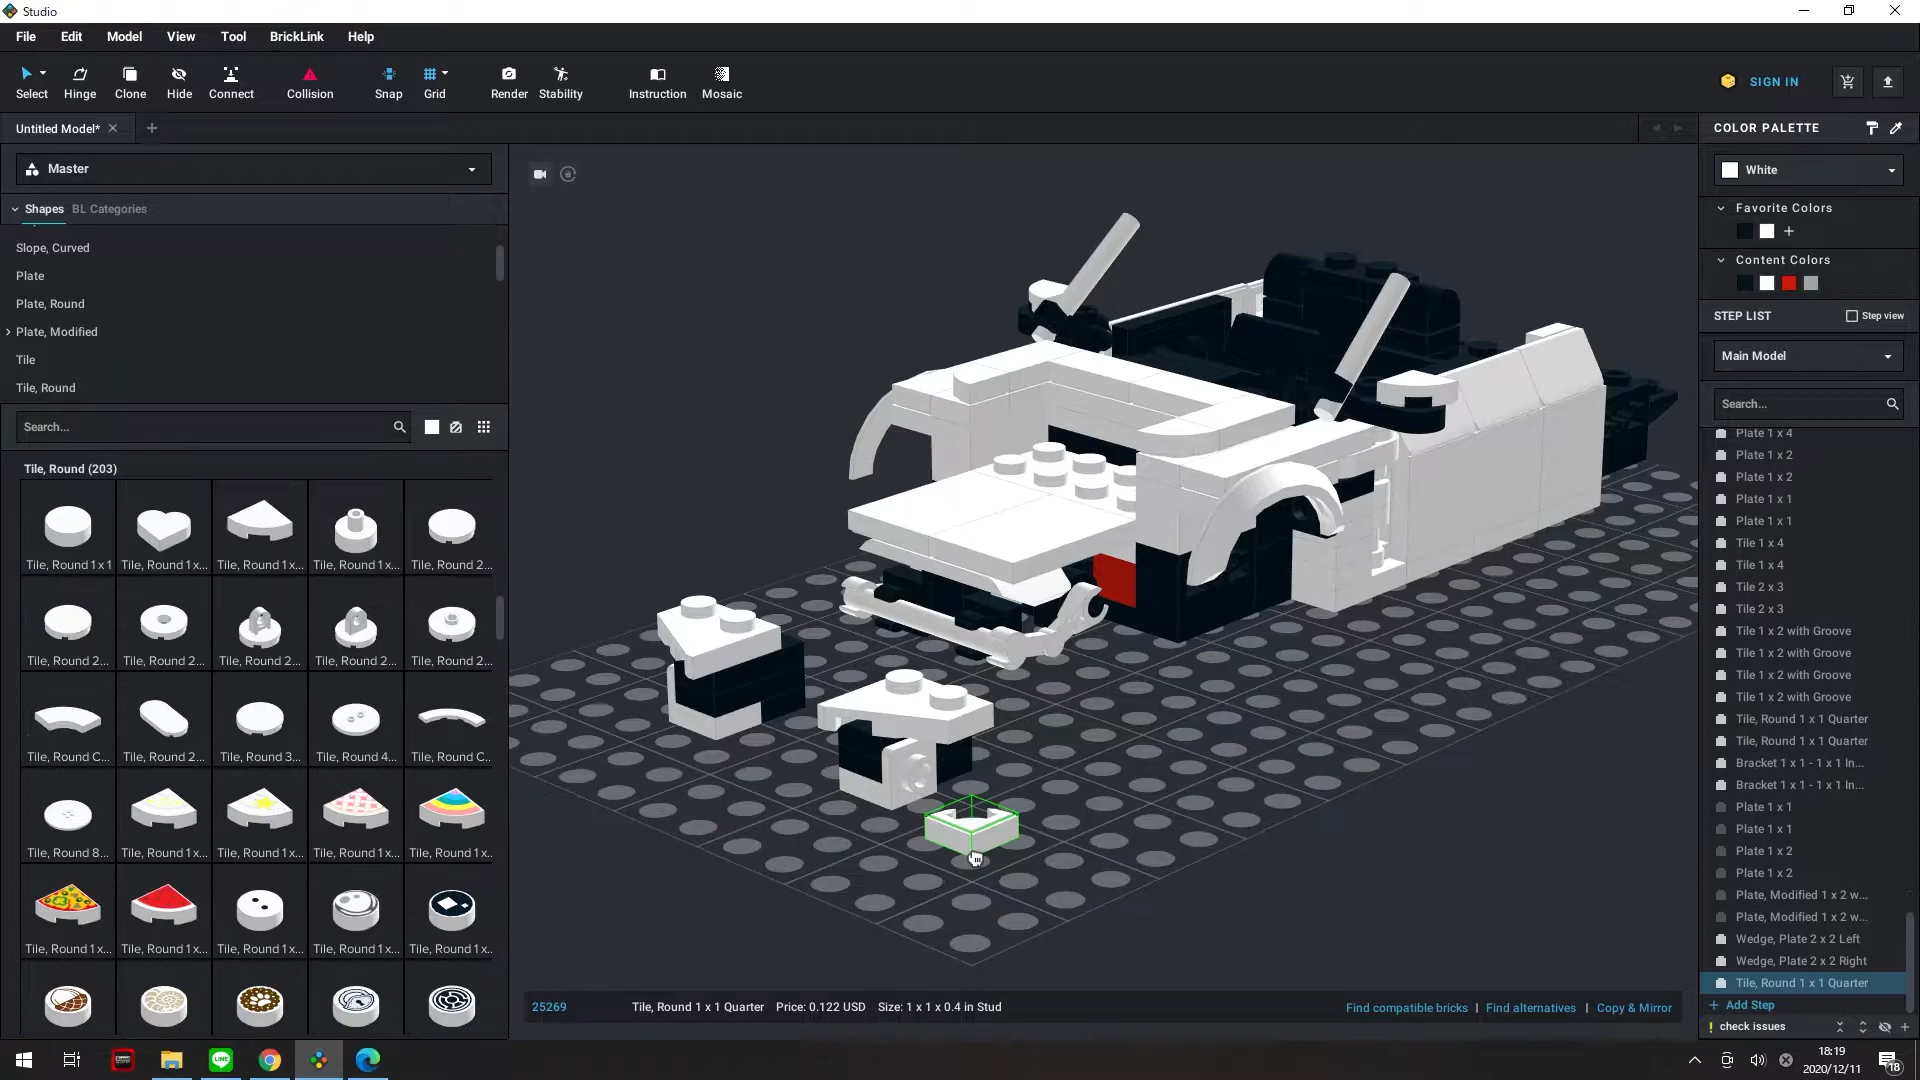 Studio
File Edit Model View Tool BrickLink Help
Select Hinge Clone Hide Connect Collision Snap Grid Render Stability Instruction Mosaic
SIGN IN
Untitled Model*
COLOR PALETTE
Master
White
Shapes BL Categories
Favorite Colors
Slope, Curved
Content Colors
Plate
Plate, Round
STEP LIST Step view
Plate, Modified
Tile
Main Model
Tile, Round
Search...
Search...
Tile, Round (203)
Tile, Round 1 x 1 Tile, Round 1 x... Tile, Round 1 x... Tile, Round 1 x... Tile, Round 2...
Tile, Round 2... Tile, Round 2... Tile, Round 2... Tile, Round 2... Tile, Round 2...
Tile, Round C... Tile, Round 2... Tile, Round 3... Tile, Round 4... Tile, Round C...
Tile, Round 8... Tile, Round 1 x... Tile, Round 1 x... Tile, Round 1 x... Tile, Round 1 x...
Tile, Round 1 x... Tile, Round 1 x... Tile, Round 1 x... Tile, Round 1 x... Tile, Round 1 x...
Plate 1 x 4
Plate 1 x 2
Plate 1 x 2
Plate 1 x 1
Plate 1 x 1
Tile 1 x 4
Tile 1 x 4
Tile 2 x 3
Tile 2 x 3
Tile 1 x 2 with Groove
Tile 1 x 2 with Groove
Tile 1 x 2 with Groove
Tile 1 x 2 with Groove
Tile, Round 1 x 1 Quarter
Tile, Round 1 x 1 Quarter
Bracket 1 x 1 - 1 x 1 In...
Bracket 1 x 1 - 1 x 1 In...
Plate 1 x 1
Plate 1 x 1
Plate 1 x 2
Plate 1 x 2
Plate, Modified 1 x 2 w...
Plate, Modified 1 x 2 w...
Wedge, Plate 2 x 2 Left
Wedge, Plate 2 x 2 Right
Tile, Round 1 x 1 Quarter
+ Add Step
25269 Tile, Round 1 x 1 Quarter Price: 0.122 USD Size: 1 x 1 x 0.4 in Stud Find compatible bricks | Find alternatives | Copy & Mirror
! check issues
LINE
18:19
2020/12/11
18